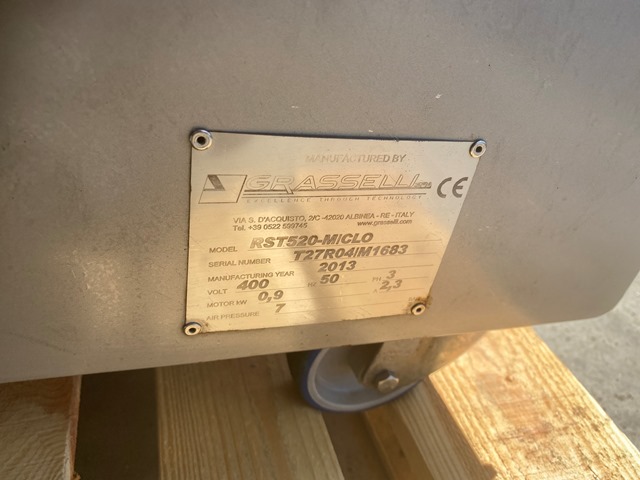 MANUFACTURED BY
GRASSELLI
EXCELLENCE THROUGH TECHNOLOGY
CE
VIA S. D'ACQUISTO, 2/C -42020 ALBINEA - RE - ITALY
Tel. +39 0522 599745 www.grasselli.com
MODEL RST520-M/CLO
SERIAL NUMBER T27R04/M1683
MANUFACTURING YEAR 2013
VOLT 400 HZ 50 PH 3
MOTOR KW 0,9 A 2,3
AIR PRESSURE 7